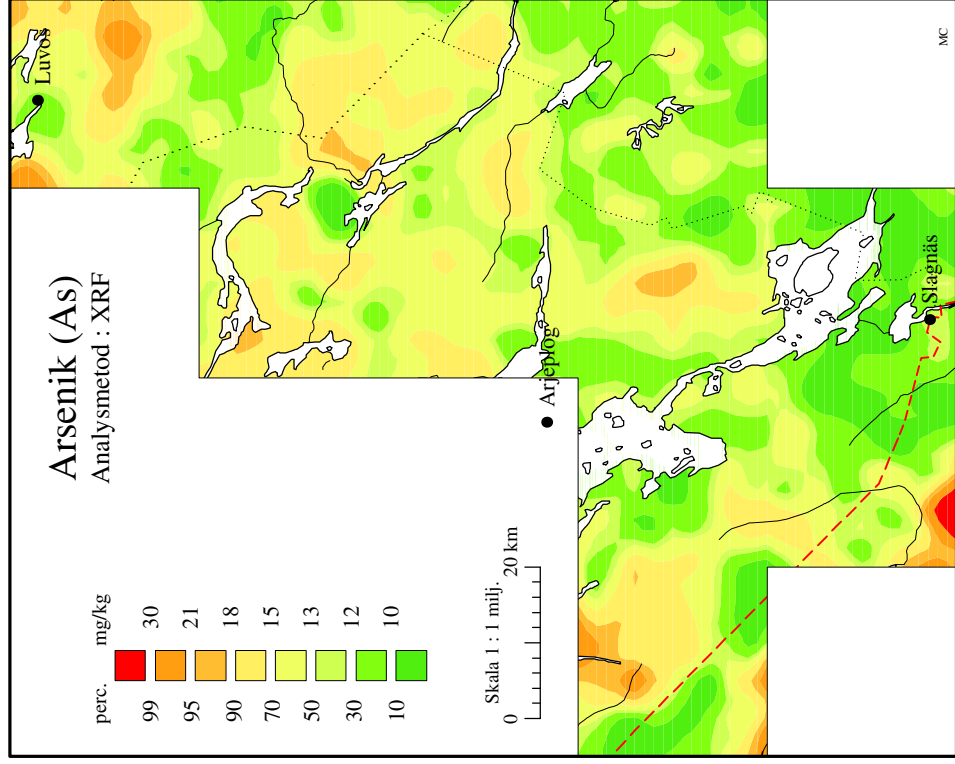 Arsenik (As)
Analysmetod : XRF
perc. mg/kg
30
99
21
95
18
90
15
70
13
50
12
30
10
10
Skala 1 : 1 milj.
0 20 km
Luvos
Arjeplog
Slagnäs
MC